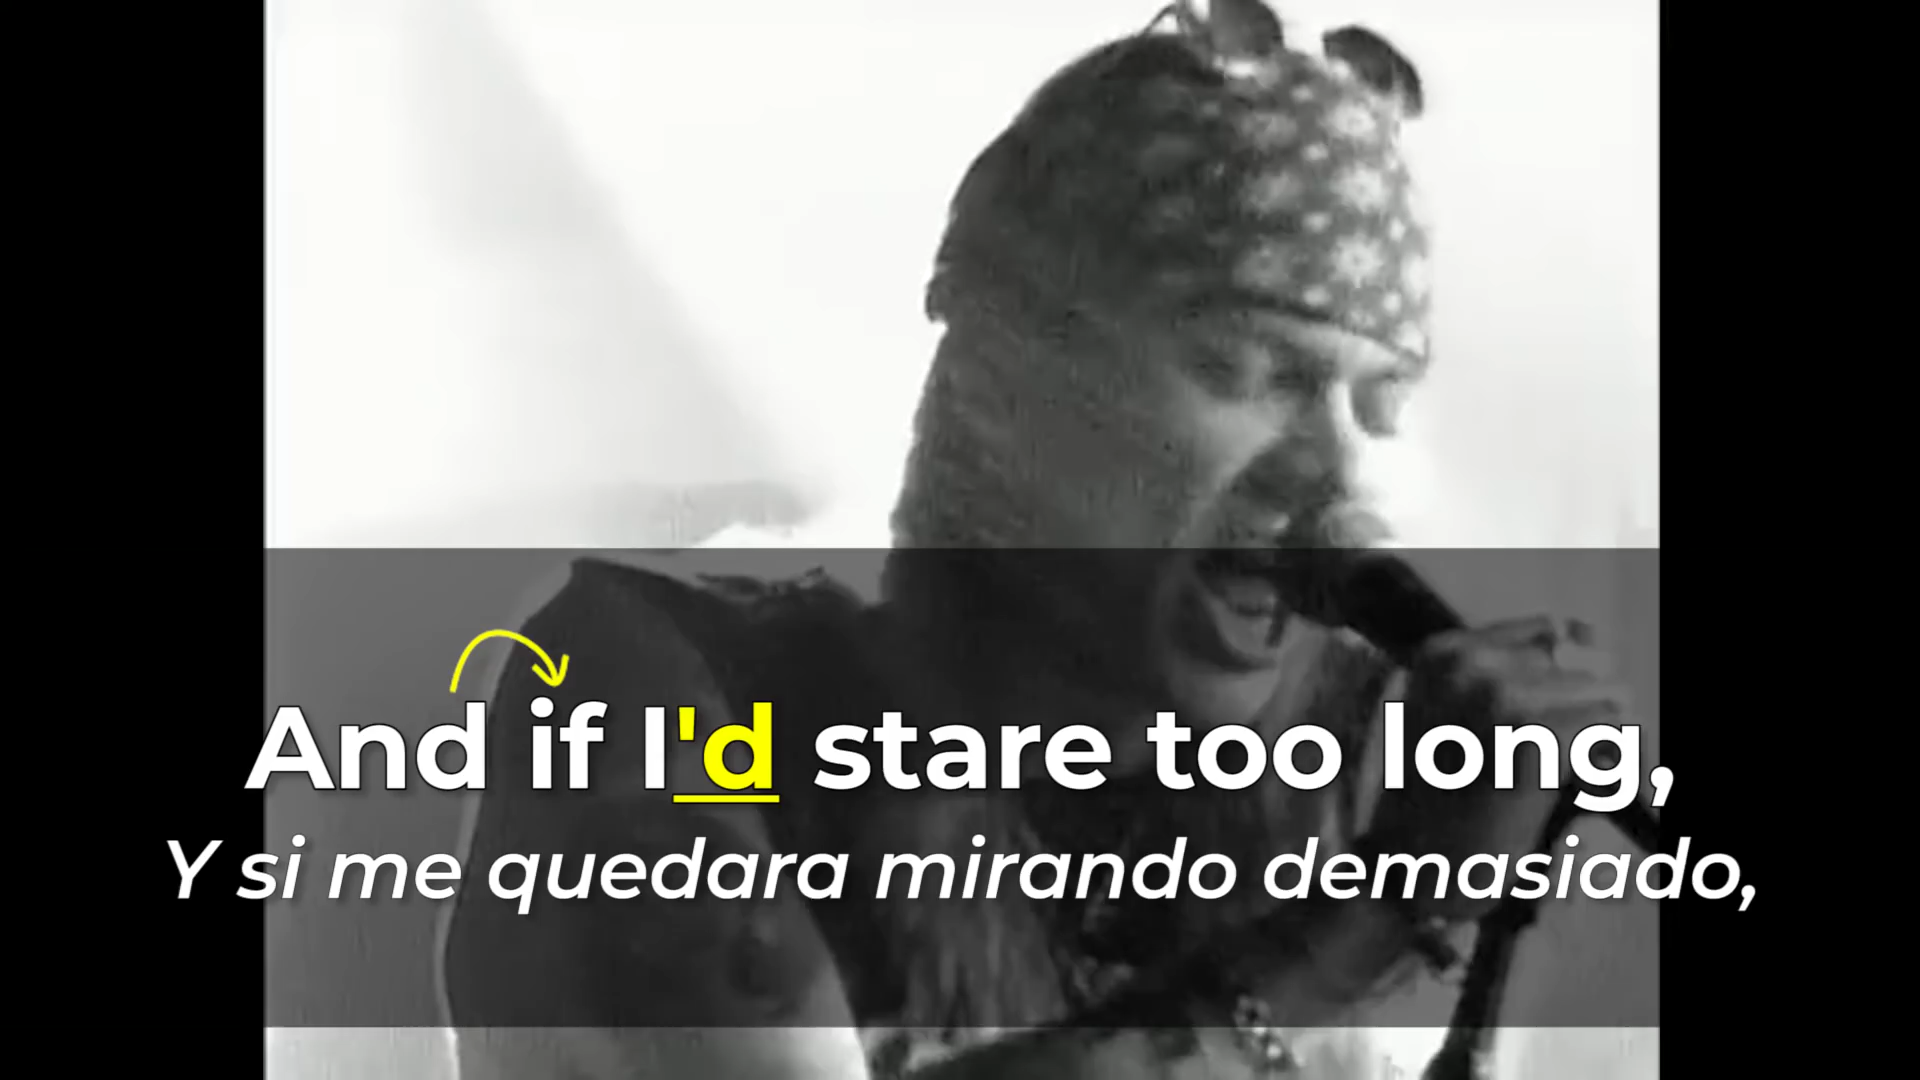 And if I'd stare too long,
Y si me quedara mirando demasiado,